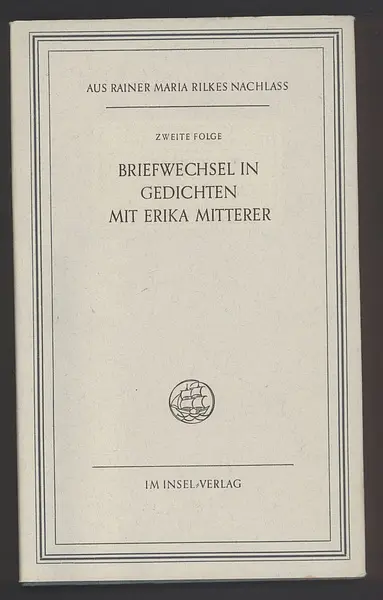 AUS RAINER MARIA RILKES NACHLASS
ZWEITE FOLGE
BRIEFWECHSEL IN
GEDICHTEN
MIT ERIKA MITTERER
IM INSEL-VERLAG